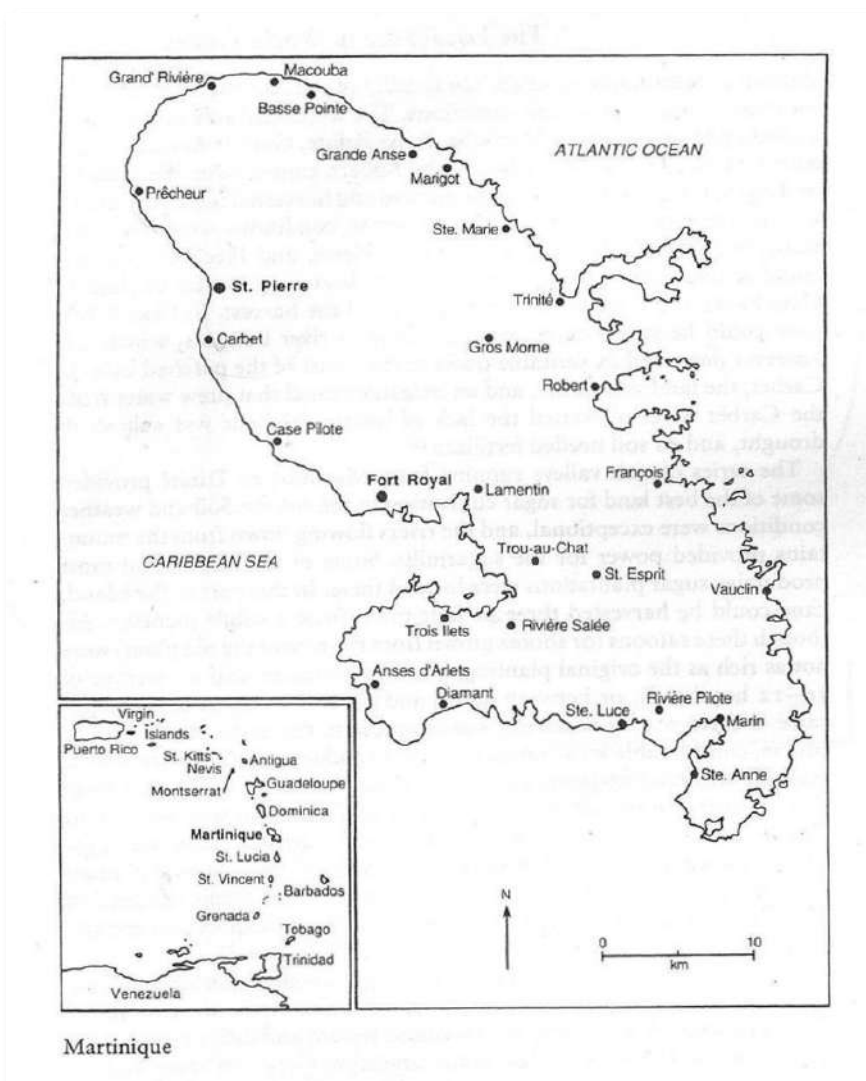 Grand' Rivière
Macouba
Basse Pointe
Grande Anse
Marigot
ATLANTIC OCEAN
Prêcheur
Ste. Marie
St. Pierre
Trinité
Carbet
Gros Morne
Robert
Case Pilote
François
Fort Royal
Lamentin
CARIBBEAN SEA
Trou-au-Chat
St. Esprit
Vauclin
Trois Ilets
Rivière Salée
Anses d'Arlets
Diamant
Ste. Luce
Rivière Pilote
Marin
Ste. Anne
Virgin
Islands
Puerto Rico
St. Kitts
Nevis
Antigua
Montserrat
Guadeloupe
Dominica
Martinique
St. Lucia
St. Vincent
Barbados
Grenada
Tobago
Trinidad
Venezuela
N
0 10
km
Martinique